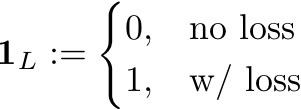 𝟏_L := { 0, no loss
1, w/ loss